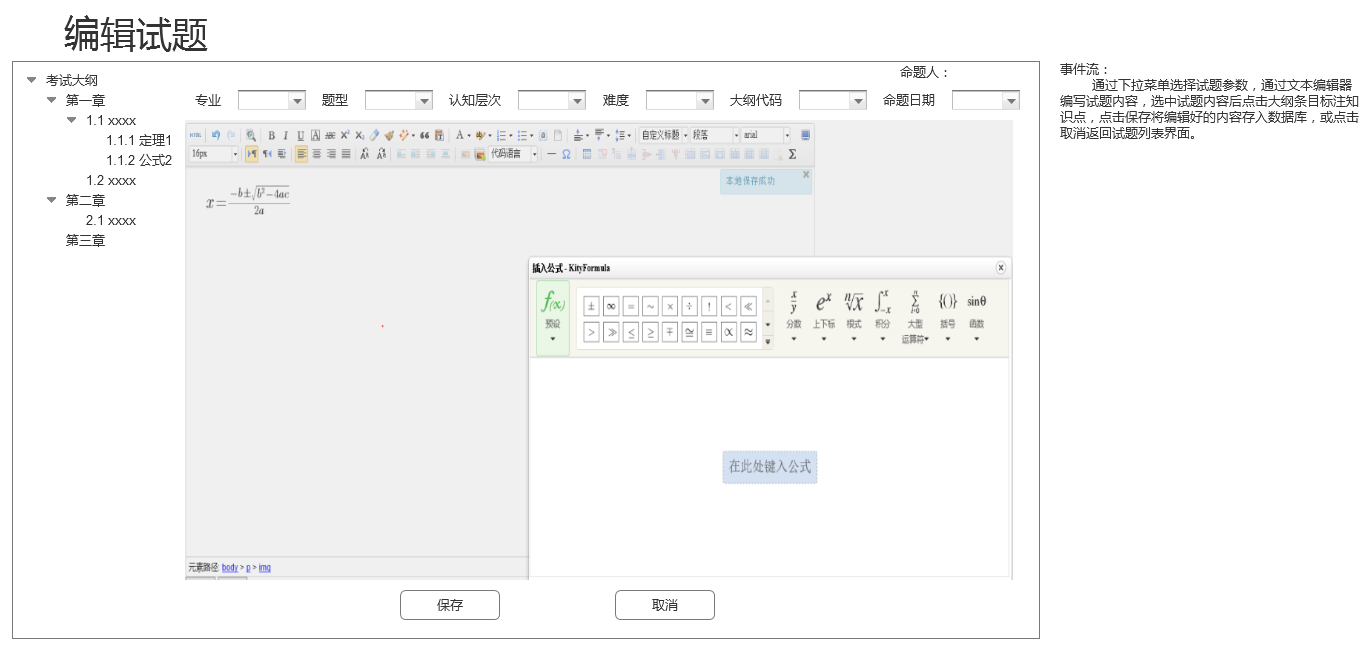 编辑试题
命题人：
专业 题型 认知层次 难度 大纲代码 命题日期
考试大纲
第一章
1.1 xxxx
1.1.1 定理1
1.1.2 公式2
1.2 xxxx
第二章
2.1 xxxx
第三章
HTML B I U A ABC X² X₂ 自定义标题 段落 arial
16px 代码语言 Ω Σ
本地保存成功 x
x=\frac{-b±\sqrt{b²-4ac}}{2a}
插入公式 - KityFormula x
f(x) ± ∞ = ~ × ÷ ! < ≪ x/y e^x ⁿ√x ∫ Σ {()} sinθ
预设 > ≫ ≤ ≥ ∓ ≅ ≡ ∝ ≈ 分数 上下标 根式 积分 大型 括号 函数
运算符
在此处键入公式
元素路径: body > p > img
保存 取消
事件流：
通过下拉菜单选择试题参数，通过文本编辑器
编写试题内容，选中试题内容后点击大纲条目标注知
识点，点击保存将编辑好的内容存入数据库，或点击
取消返回试题列表界面。